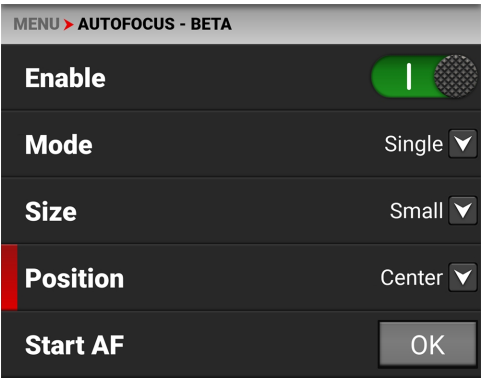 MENU > AUTOFOCUS - BETA
Enable
Mode Single
Size Small
Position Center
Start AF OK